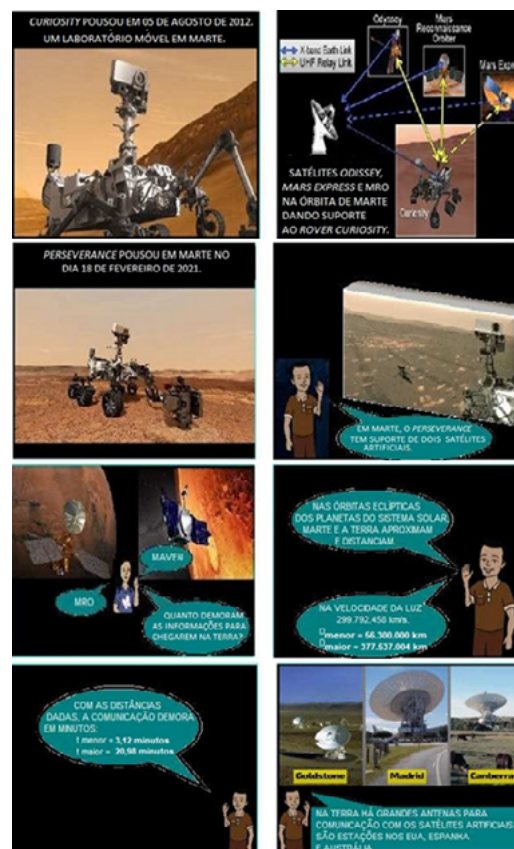 CURIOSITY POUSOU EM 05 DE AGOSTO DE 2012.
UM LABORATÓRIO MÓVEL EM MARTE.
Odyssey
Mars
Reconnaissance
Orbiter
X-band Earth Link
UHF Relay Link
Mars Expre
SATÉLITES ODISSEY,
MARS EXPRESS E MRO
NA ÓRBITA DE MARTE
DANDO SUPORTE
AO ROVER CURIOSITY.
Curiosity
PERSEVERANCE POUSOU EM MARTE NO
DIA 18 DE FEVEREIRO DE 2021.
EM MARTE, O PERSEVERANCE
TEM SUPORTE DE DOIS SATÉLITES
ARTIFICIAIS.
MAVEN
MRO
QUANTO DEMORAM
AS INFORMAÇÕES PARA
CHEGAREM NA TERRA?
NAS ÓRBITAS ECLÍPTICAS
DOS PLANETAS DO SISTEMA SOLAR,
MARTE E A TERRA APROXIMAM
E DISTANCIAM.
NA VELOCIDADE DA LUZ
299.792,458 km/s.
menor = 56.300.000 km
maior = 377.537.004 km
COM AS DISTÂNCIAS
DADAS, A COMUNICAÇÃO DEMORA
EM MINUTOS:
t menor = 3,12 minutos
t maior = 20,98 minutos
Goldstone
Madrid
Canberra
NA TERRA HÁ GRANDES ANTENAS PARA
COMUNICAÇÃO COM OS SATÉLITES ARTIFICIAIS
SÃO ESTAÇÕES NOS EUA, ESPANHA
E AUSTRÁLIA